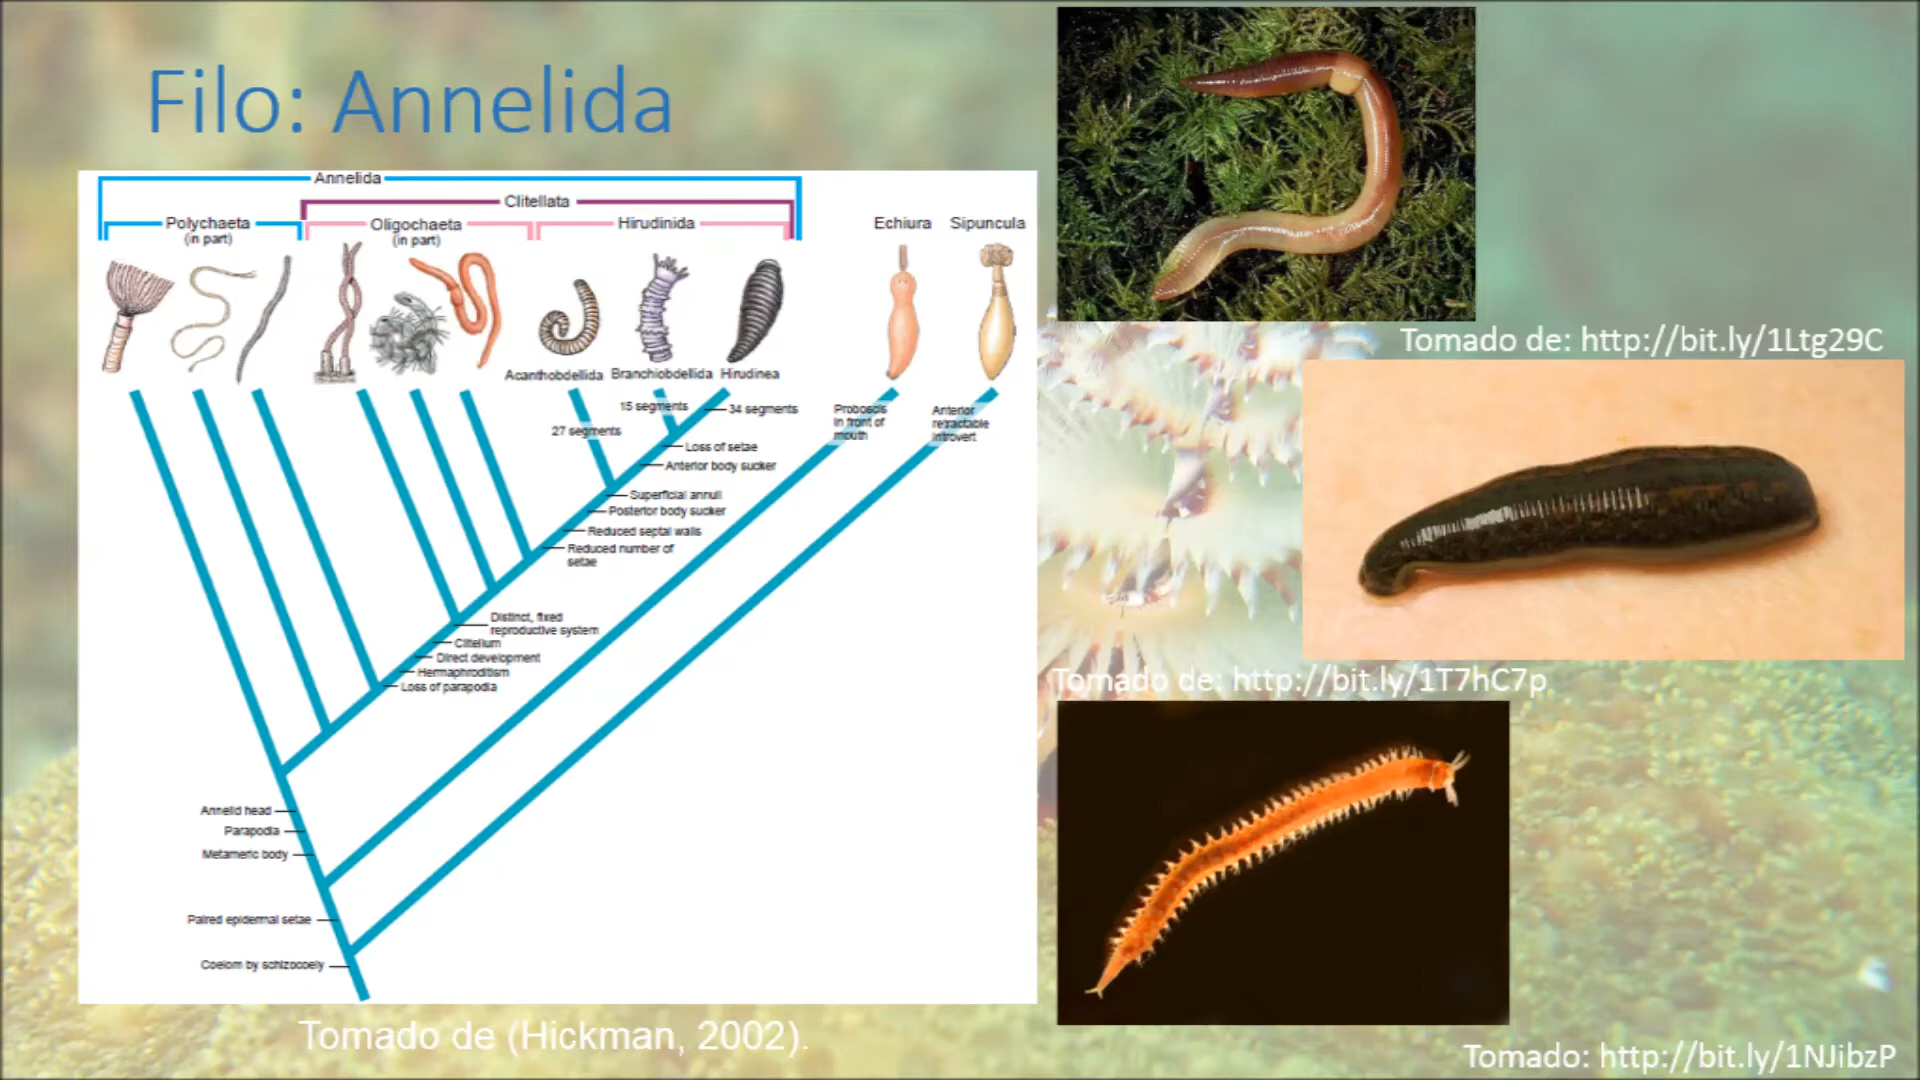 Filo: Annelida
Annelida
Clitellata
Polychaeta
(in part)
Oligochaeta
(in part)
Hirudinida
Echiura
Sipuncula
Acanthobdellida
Branchiobdellida
Hirudinea
15 segments
34 segments
27 segments
Proboscis
in front of
mouth
Anterior
retractable
introvert
Loss of setae
Anterior body sucker
Superficial annuli
Posterior body sucker
Reduced septal walls
Reduced number of
setae
Distinct, fixed
reproductive system
Clitellum
Direct development
Hermaphroditism
Loss of parapodia
Annelid head
Parapodia
Metameric body
Paired epidermal setae
Coelom by schizocoely
Tomado de (Hickman, 2002).
Tomado de: http://bit.ly/1Ltg29C
Tomado de: http://bit.ly/1T7hC7p
Tomado: http://bit.ly/1NJibzP